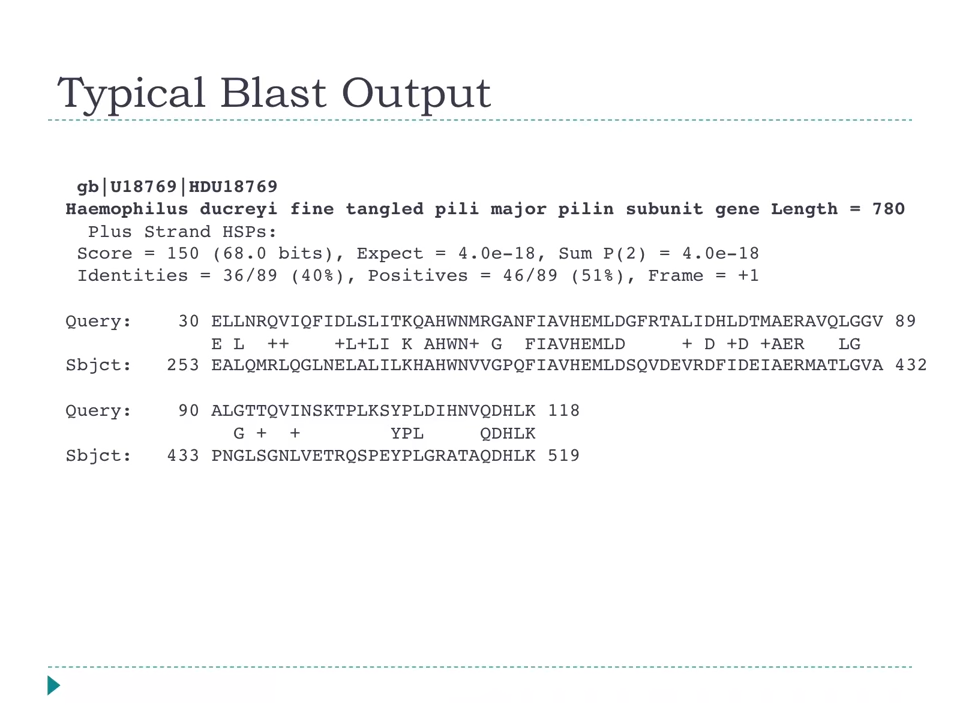 Typical Blast Output
gb|U18769|HDU18769
Haemophilus ducreyi fine tangled pili major pilin subunit gene Length = 780
Plus Strand HSPs:
Score = 150 (68.0 bits), Expect = 4.0e-18, Sum P(2) = 4.0e-18
Identities = 36/89 (40%), Positives = 46/89 (51%), Frame = +1
Query: 30 ELLNRQVIQFIDLSLITKQAHWNMRGANFIAVHEMLDGFRTALIDHLDTMAERAVQLGGV 89
E L  ++    +L+LI K AHWN+ G  FIAVHEMLD     + D +D +AER   LG
Sbjct: 253 EALQMRLQGLNELALILKHAHWNVVGPQFIAVHEMLDSQVDEVRDFIDEIAERMATLGVA 432
Query: 90 ALGTTQVINSKTPLKSYPLDIHNVQDHLK 118
G +  +        YPL     QDHLK
Sbjct: 433 PNGLSGNLVETRQSPEYPLGRATAQDHLK 519